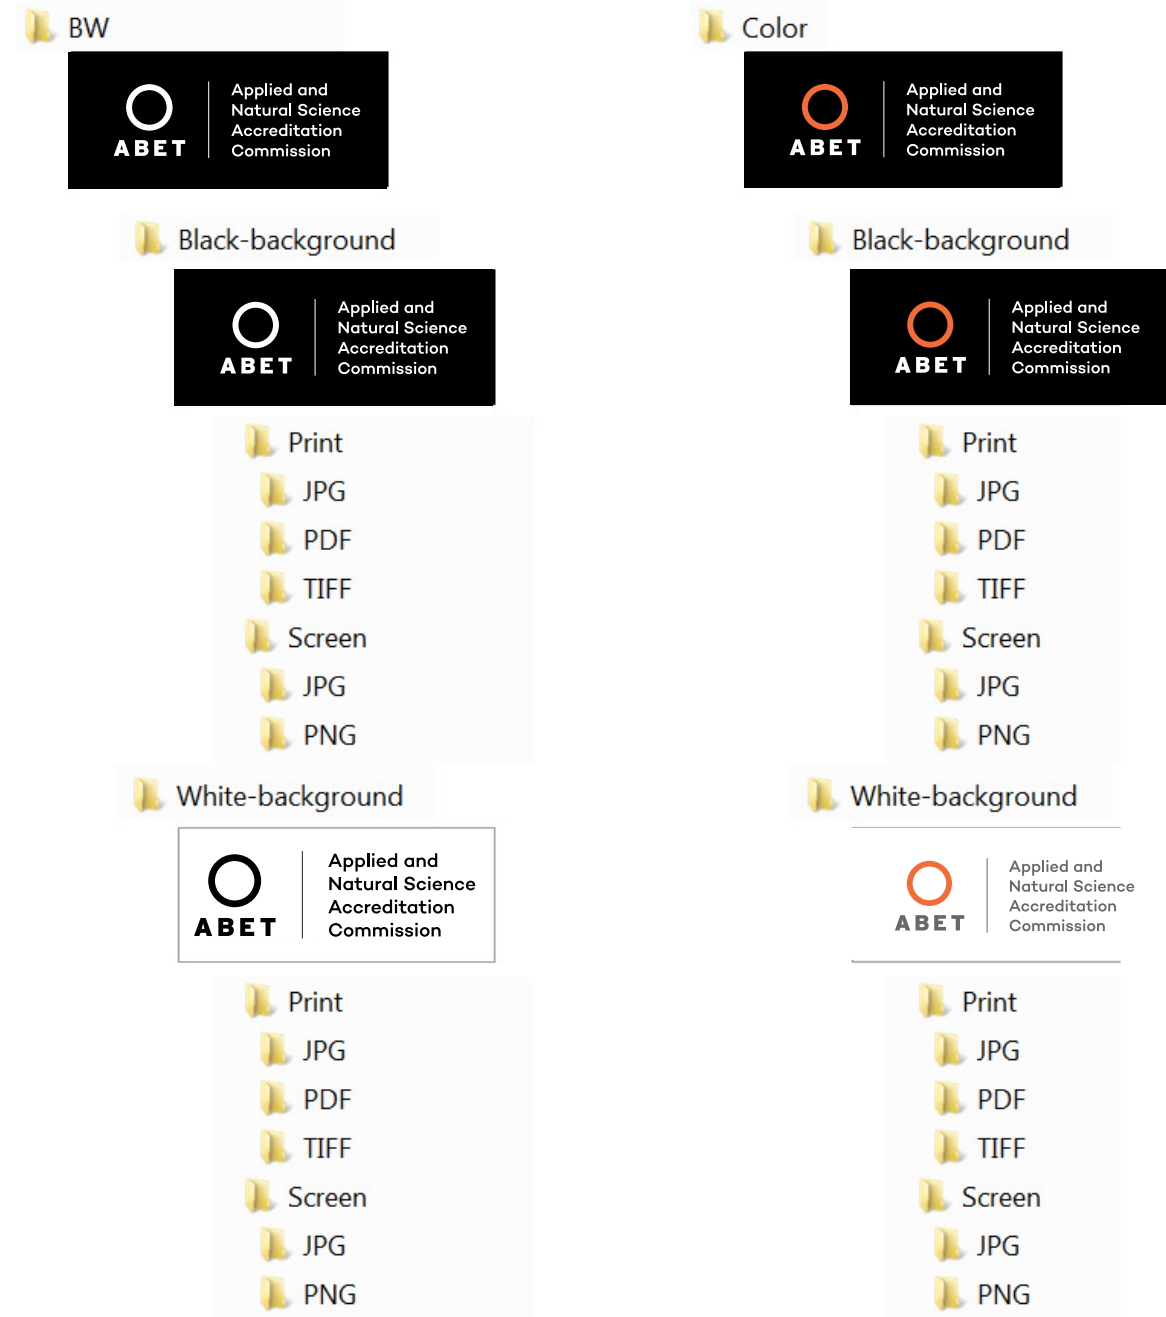 BW
ABET
Applied and
Natural Science
Accreditation
Commission
Black-background
ABET
Applied and
Natural Science
Accreditation
Commission
Print
JPG
PDF
TIFF
Screen
JPG
PNG
White-background
ABET
Applied and
Natural Science
Accreditation
Commission
Print
JPG
PDF
TIFF
Screen
JPG
PNG
Color
ABET
Applied and
Natural Science
Accreditation
Commission
Black-background
ABET
Applied and
Natural Science
Accreditation
Commission
Print
JPG
PDF
TIFF
Screen
JPG
PNG
White-background
ABET
Applied and
Natural Science
Accreditation
Commission
Print
JPG
PDF
TIFF
Screen
JPG
PNG